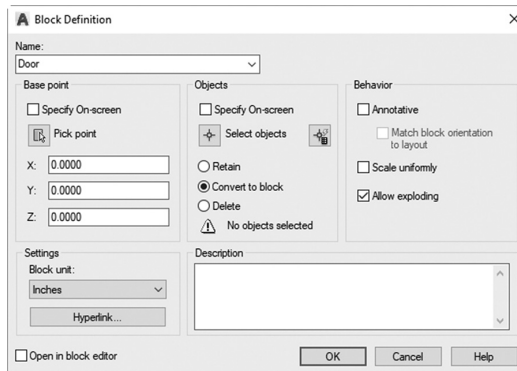 Block Definition
Name:
Door
Base point
Specify On-screen
Pick point
X: 0.0000
Y: 0.0000
Z: 0.0000
Objects
Specify On-screen
Select objects
Retain
Convert to block
Delete
No objects selected
Behavior
Annotative
Match block orientation
to layout
Scale uniformly
Allow exploding
Settings
Block unit:
Inches
Hyperlink...
Description
Open in block editor
OK
Cancel
Help